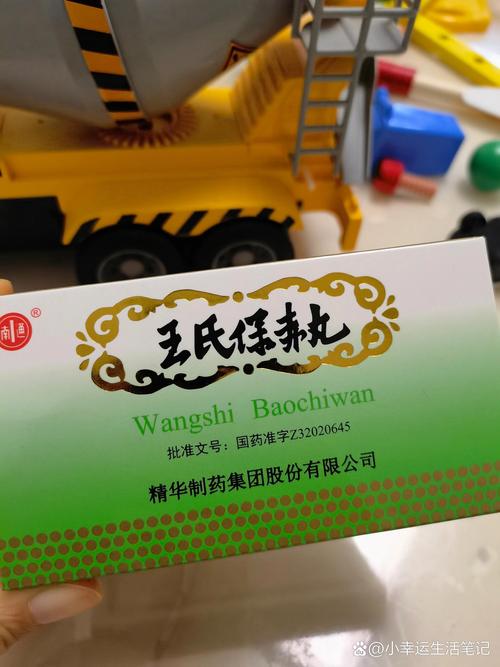 南通
®
王氏保赤丸
Wangshi Baochiwan
批准文号：国药准字Z32020645
精华制药集团股份有限公司
小幸运生活笔记